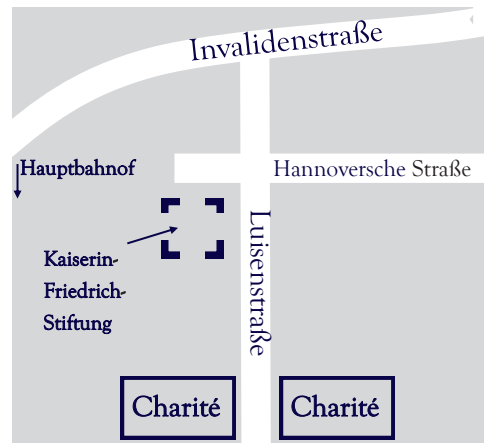 Invalidenstraße
Hauptbahnof
Hannoversche Straße
Luisenstraße
Kaiserin-
Friedrich-
Stiftung
Charité
Charité